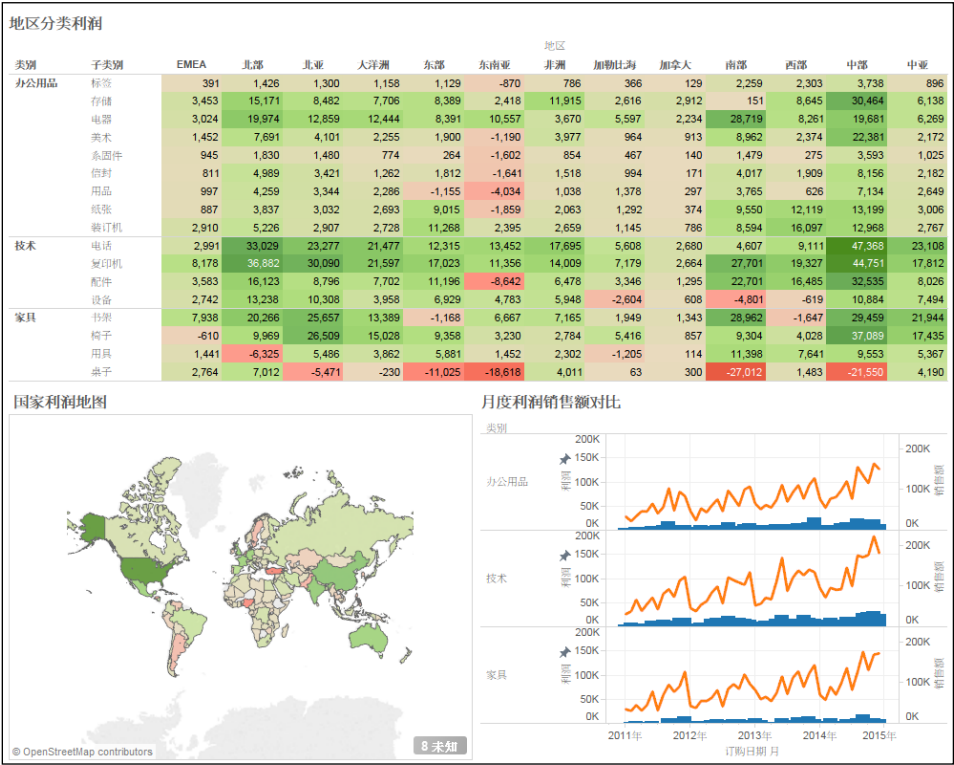 地区分类利润
地区
类别 子类别 EMEA 北部 北亚 大洋洲 东部 东南亚 非洲 加勒比海 加拿大 南部 西部 中部 中亚
办公用品 标签 391 1,426 1,300 1,158 1,129 -870 786 366 129 2,259 2,303 3,738 896
存储 3,453 15,171 8,482 7,706 8,389 2,418 11,915 2,616 2,912 151 8,645 30,464 6,138
电器 3,024 19,974 12,859 12,444 8,391 10,557 3,670 5,597 2,234 28,719 8,261 19,681 6,269
美术 1,452 7,691 4,101 2,255 1,900 -1,190 3,977 964 913 8,962 2,374 22,381 2,172
系固件 945 1,830 1,480 774 264 -1,602 854 467 140 1,479 275 3,593 1,025
信封 811 4,989 3,421 1,262 1,812 -1,641 1,518 994 171 4,017 1,909 8,156 2,182
用品 997 4,259 3,344 2,286 -1,155 -4,034 1,038 1,378 297 3,765 626 7,134 2,649
纸张 887 3,837 3,032 2,693 9,015 -1,859 2,063 1,292 374 9,550 12,119 13,199 3,006
装订机 2,910 5,226 2,907 2,728 11,268 2,395 2,659 1,145 786 8,594 16,097 12,968 2,767
技术 电话 2,991 33,029 23,277 21,477 12,315 13,452 17,695 5,608 2,680 4,607 9,111 47,368 23,108
复印机 8,178 36,882 30,090 21,597 17,023 11,356 14,009 7,179 2,664 27,701 19,327 44,751 17,812
配件 3,583 16,123 8,796 7,702 11,196 -8,642 6,478 3,346 1,295 22,701 16,485 32,535 8,026
设备 2,742 13,238 10,308 3,958 6,929 4,783 5,948 -2,604 608 -4,801 -619 10,884 7,494
家具 书架 7,938 20,266 25,657 13,389 -1,168 6,667 7,165 1,949 1,343 28,962 -1,647 29,459 21,944
椅子 -610 9,969 26,509 15,028 9,358 3,230 2,784 5,416 857 9,304 4,028 37,089 17,435
用具 1,441 -6,325 5,486 3,862 5,881 1,452 2,302 -1,205 114 11,398 7,641 9,553 5,367
桌子 2,764 7,012 -5,471 -230 -11,025 -18,618 4,011 63 300 -27,012 1,483 -21,550 4,190
国家利润地图
© OpenStreetMap contributors
8 未知
月度利润销售额对比
类别
办公用品
利润
200K
150K
100K
50K
0K
200K
100K
0K
销售额
技术
利润
200K
150K
100K
50K
0K
200K
100K
0K
销售额
家具
利润
200K
150K
100K
50K
0K
200K
100K
0K
销售额
2011年 2012年 2013年 2014年 2015年
订购日期 月